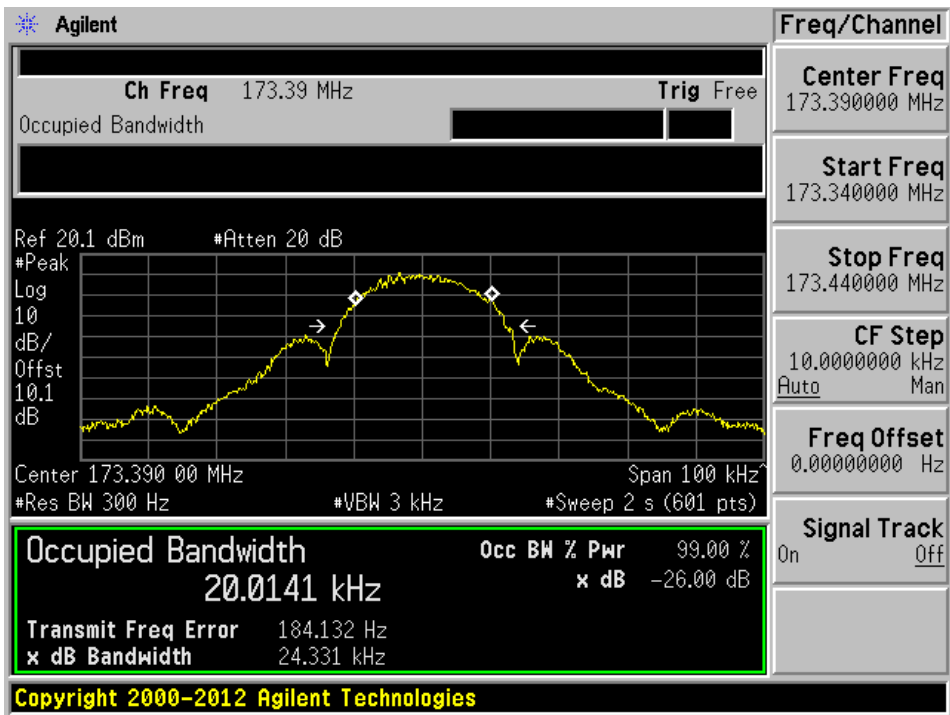 Agilent
Freq/Channel
Ch Freq 173.39 MHz Trig Free
Occupied Bandwidth
Center Freq
173.390000 MHz
Start Freq
173.340000 MHz
Stop Freq
173.440000 MHz
CF Step
10.0000000 kHz
Auto Man
Freq Offset
0.00000000 Hz
Signal Track
On Off
Ref 20.1 dBm #Atten 20 dB
#Peak
Log
10
dB/
Offst
10.1
dB
Center 173.390 00 MHz Span 100 kHz^
#Res BW 300 Hz #VBW 3 kHz #Sweep 2 s (601 pts)
Occupied Bandwidth Occ BW % Pwr 99.00 %
20.0141 kHz x dB -26.00 dB
Transmit Freq Error 184.132 Hz
x dB Bandwidth 24.331 kHz
Copyright 2000-2012 Agilent Technologies